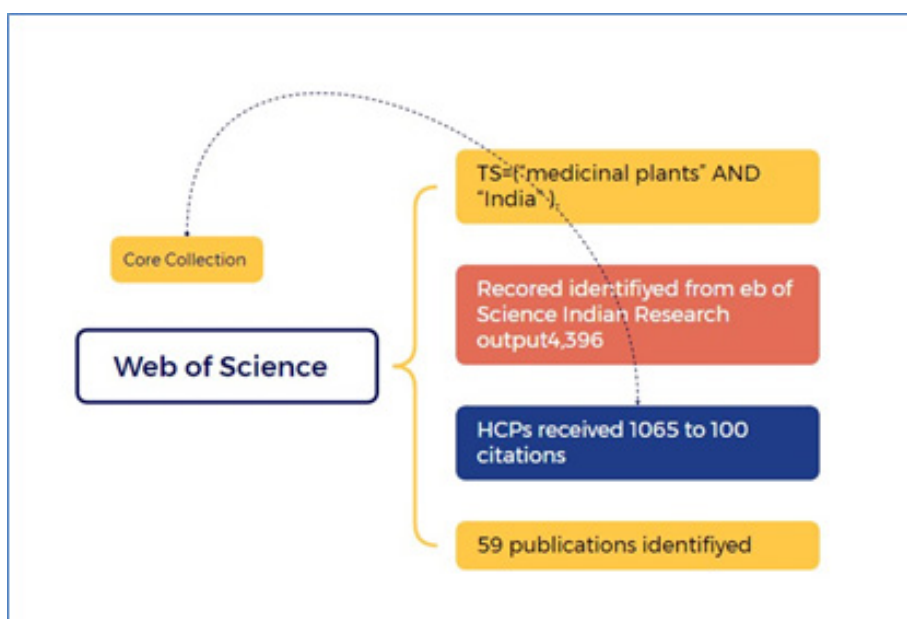 TS=(“medicinal plants” AND
“India” ).
Core Collection
Recored identifiyed from eb of
Science Indian Research
output4,396
Web of Science
HCPs received 1065 to 100
citations
59 publications identifiyed